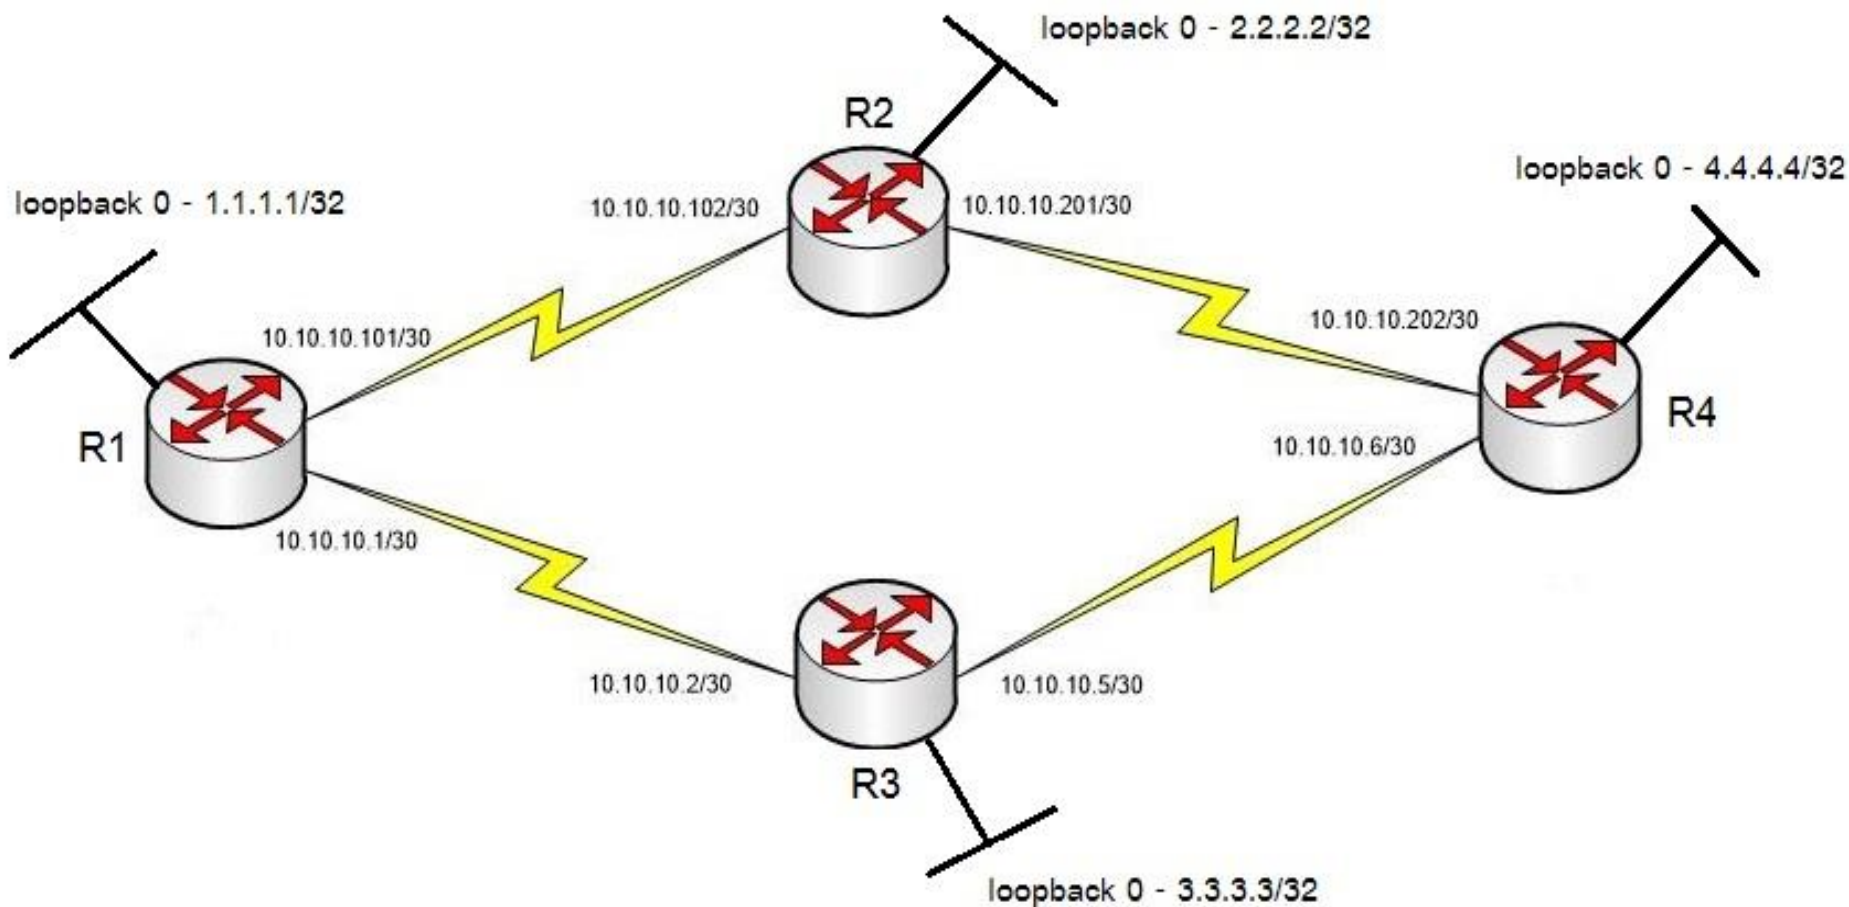 loopback 0 - 2.2.2.2/32
R2
loopback 0 - 4.4.4.4/32
loopback 0 - 1.1.1.1/32
10.10.10.102/30
10.10.10.201/30
10.10.10.101/30
10.10.10.202/30
R1
R4
10.10.10.6/30
10.10.10.1/30
10.10.10.2/30
10.10.10.5/30
R3
loopback 0 - 3.3.3.3/32